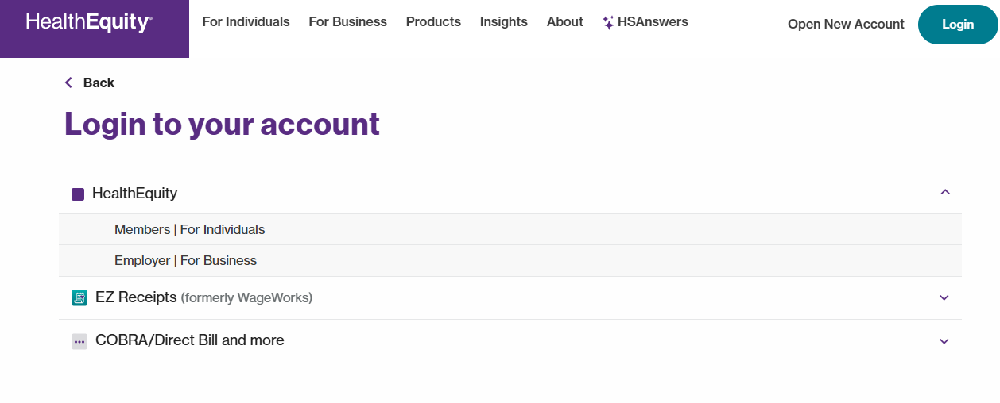 HealthEquity
For Individuals For Business Products Insights About HSAnswers Open New Account Login
Back
Login to your account
HealthEquity
Members | For Individuals
Employer | For Business
EZ Receipts (formerly WageWorks)
COBRA/Direct Bill and more